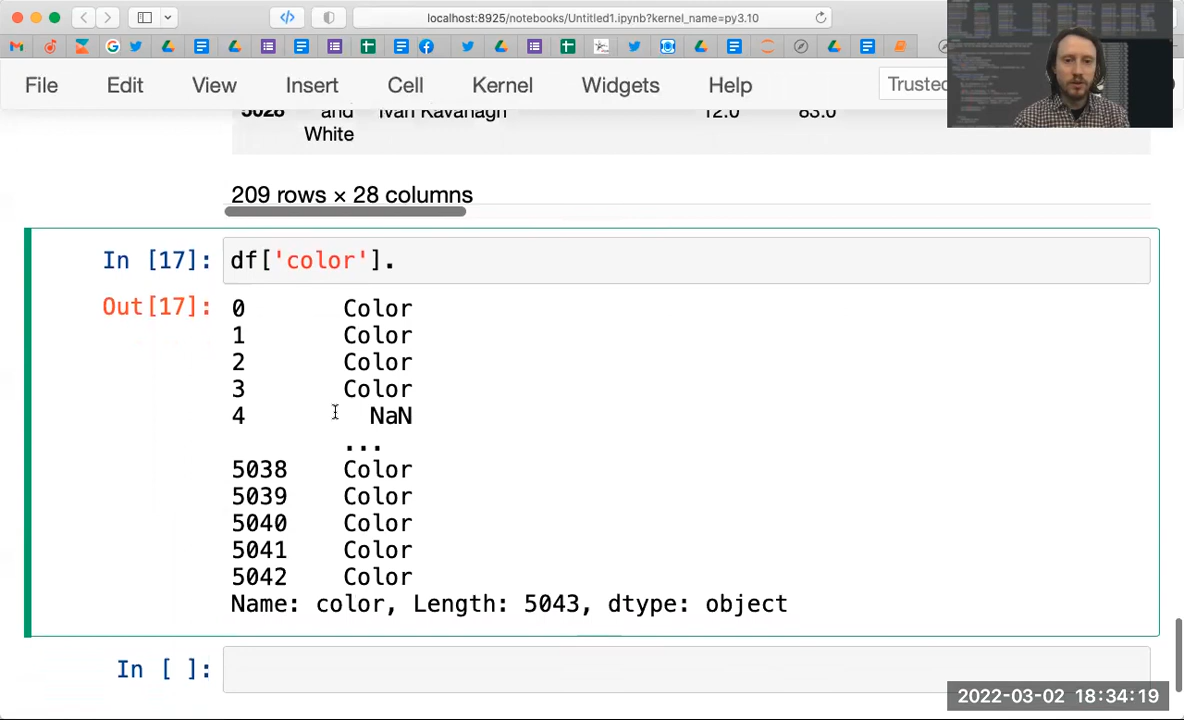 localhost:8925/notebooks/Untitled1.ipynb?kernel_name=py3.10
File Edit View Insert Cell Kernel Widgets Help Trusted
5028 and Ivan Kavanagh 12.0 83.0
White
209 rows × 28 columns
In [17]: df['color'].
Out[17]: 0 Color
1 Color
2 Color
3 Color
4 NaN
...
5038 Color
5039 Color
5040 Color
5041 Color
5042 Color
Name: color, Length: 5043, dtype: object
In [ ]:
2022-03-02 18:34:19